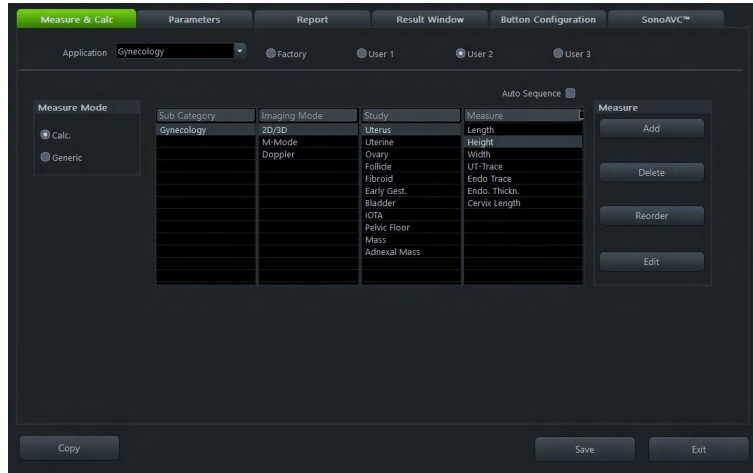 Measure & Calc Parameters Report Result Window Button Configuration SonoAVC™
Application Gynecology Factory User 1 User 2 User 3
Auto Sequence
Measure Mode
Calc.
Generic
Sub Category Imaging Mode Study Measure
Gynecology 2D/3D Uterus Length
M-Mode Uterine Height
Doppler Ovary Width
Follicle UT-Trace
Fibroid Endo Trace
Early Gest. Endo. Thickn.
Bladder Cervix Length
IOTA
Pelvic Floor
Mass
Adnexal Mass
Measure
Add
Delete
Reorder
Edit
Copy Save Exit